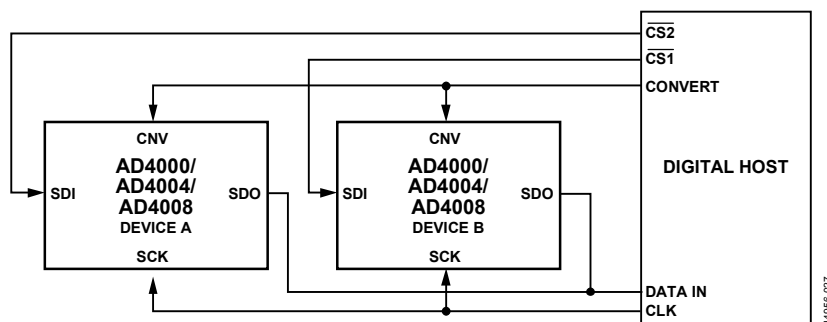 CS2
CS1
CONVERT
CNV
CNV
AD4000/
AD4004/
AD4008
DEVICE A
SDI
SDO
SCK
AD4000/
AD4004/
AD4008
DEVICE B
SDI
SDO
SCK
DIGITAL HOST
DATA IN
CLK